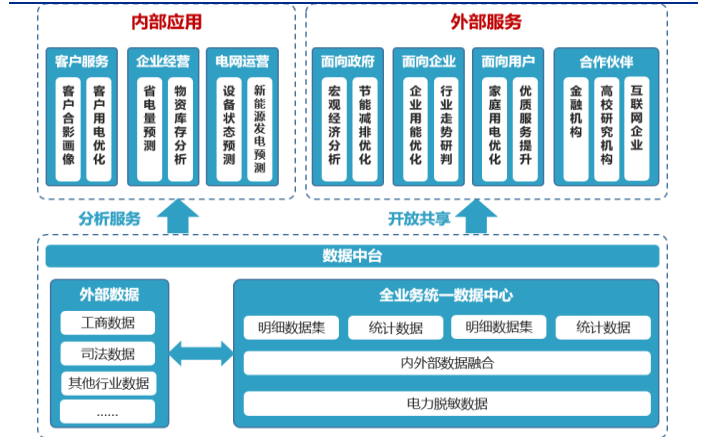 内部应用
外部服务
客户服务
客户合影画像
客户用电优化
企业经营
省电量预测
物资库存分析
电网运营
设备状态预测
新能源发电预测
面向政府
宏观经济分析
节能减排优化
面向企业
企业用能优化
行业走势研判
面向用户
家庭用电优化
优质服务提升
合作伙伴
金融机构
高校研究机构
互联网企业
分析服务
开放共享
数据中台
外部数据
工商数据
司法数据
其他行业数据
......
全业务统一数据中心
明细数据集
统计数据
明细数据集
统计数据
内外部数据融合
电力脱敏数据